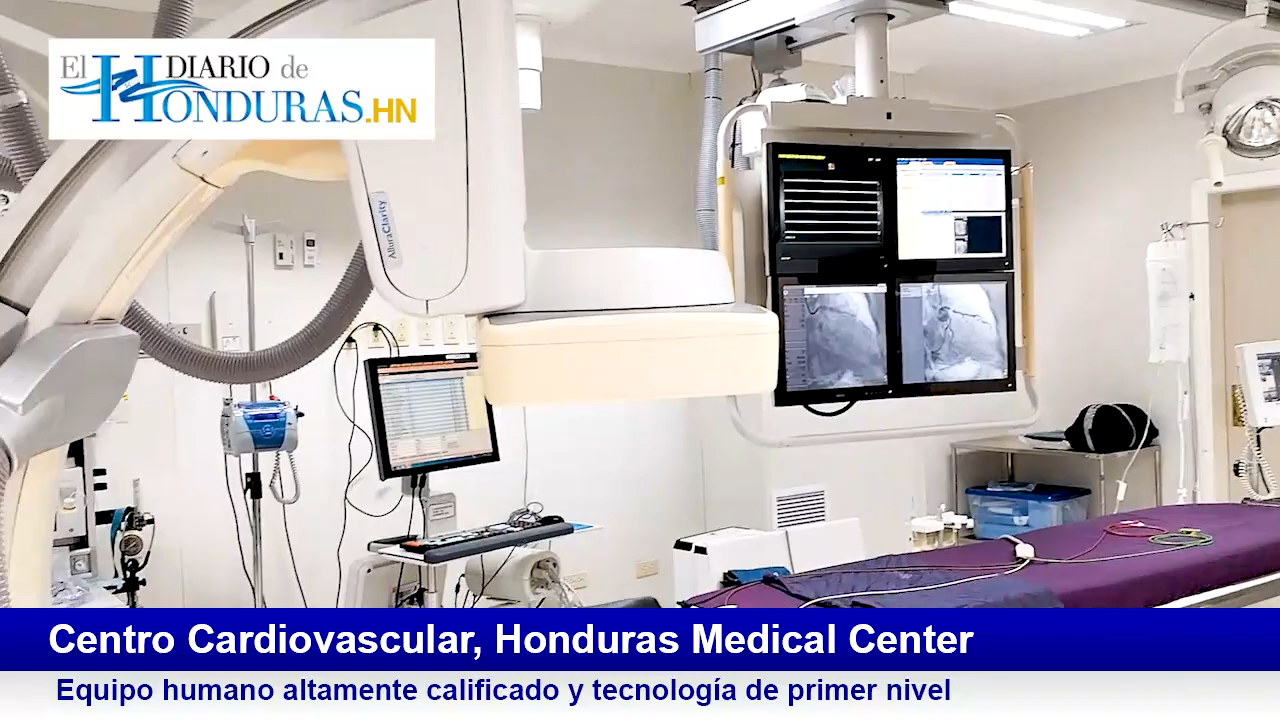 El DIARIO de
HONDURAS.HN
AlluraClarity
Centro Cardiovascular, Honduras Medical Center
Equipo humano altamente calificado y tecnología de primer nivel